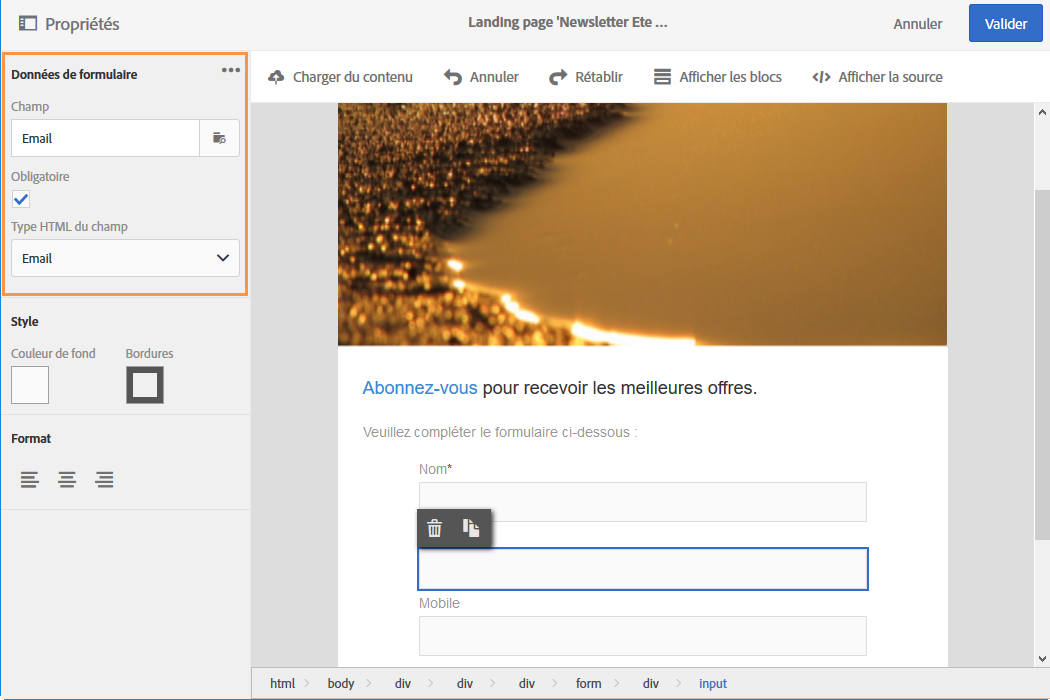 Propriétés
Landing page 'Newsletter Ete ...
Annuler
Valider
Données de formulaire
Champ
Email
Obligatoire
Type HTML du champ
Email
Style
Couleur de fond
Bordures
Format
Charger du contenu
Annuler
Rétablir
Afficher les blocs
Afficher la source
Abonnez-vous pour recevoir les meilleures offres.
Veuillez compléter le formulaire ci-dessous :
Nom*
Mobile
html
body
div
div
div
form
div
input